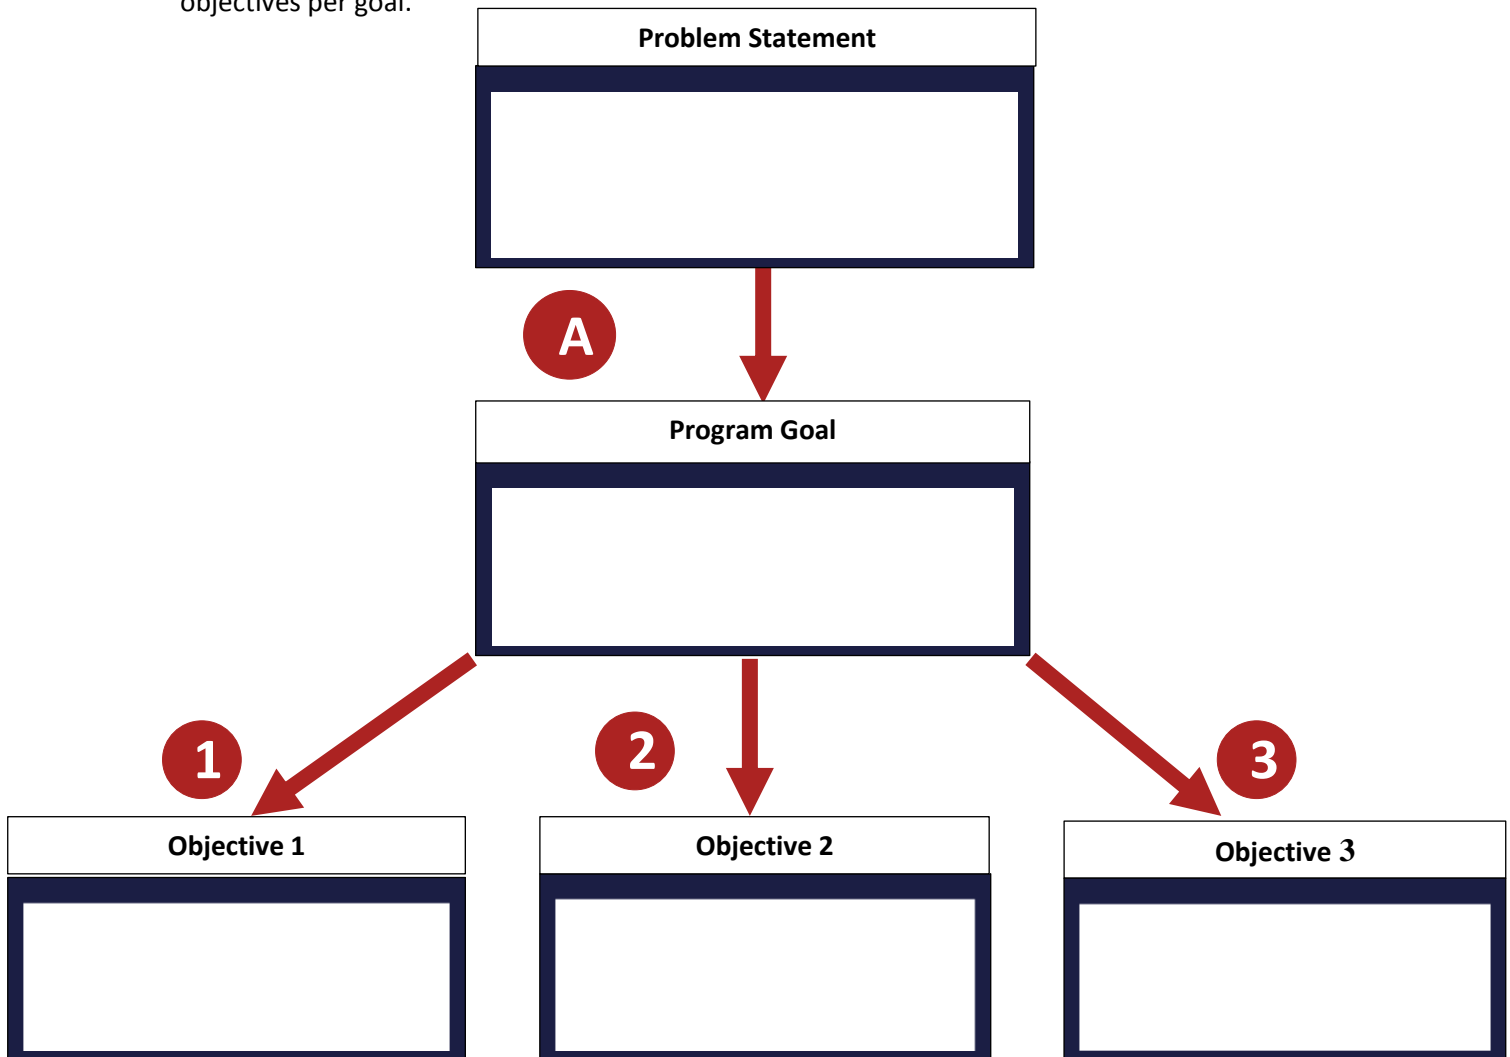 objectives per goal.
Problem Statement
A
Program Goal
1
2
3
Objective 1
Objective 2
Objective 3